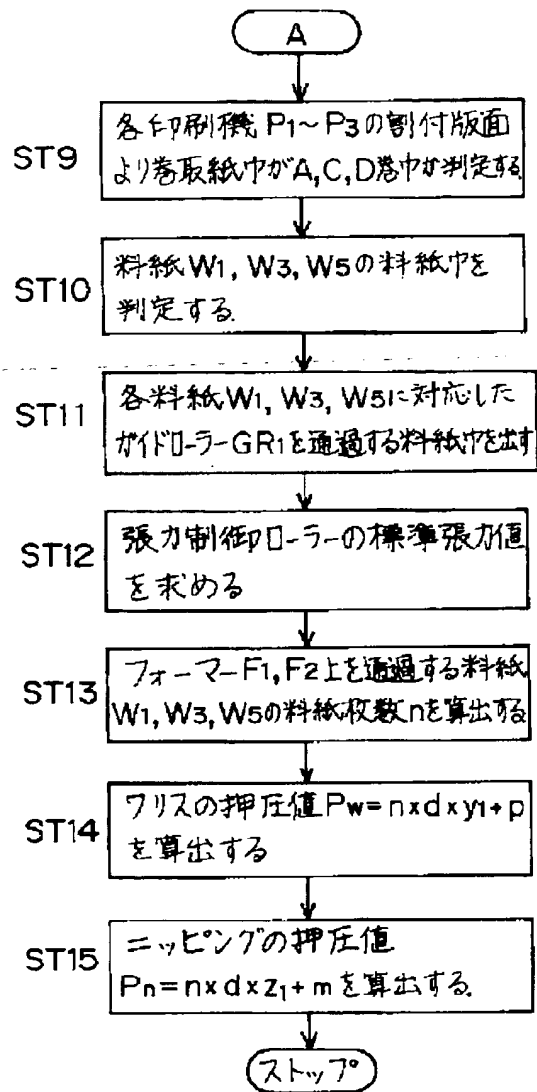 A
ST9
各印刷機P1~P3の割付版面
より巻取紙巾がA,C,D巻巾か判定する.
ST10
料紙W1,W3,W5の料紙巾を
判定する.
ST11
各料紙W1,W3,W5に対応した
ガイドローラーGR1を通過する料紙巾を出す
ST12
張力制御ローラーの標準張力値
を求める
ST13
フォーマーF1,F2上を通過する料紙
W1,W3,W5の料紙枚数nを算出する
ST14
ワリスの押圧値Pw=n×d×y1+p
を算出する
ST15
ニッピングの押圧値
Pn=n×d×z1+mを算出する.
ストップ